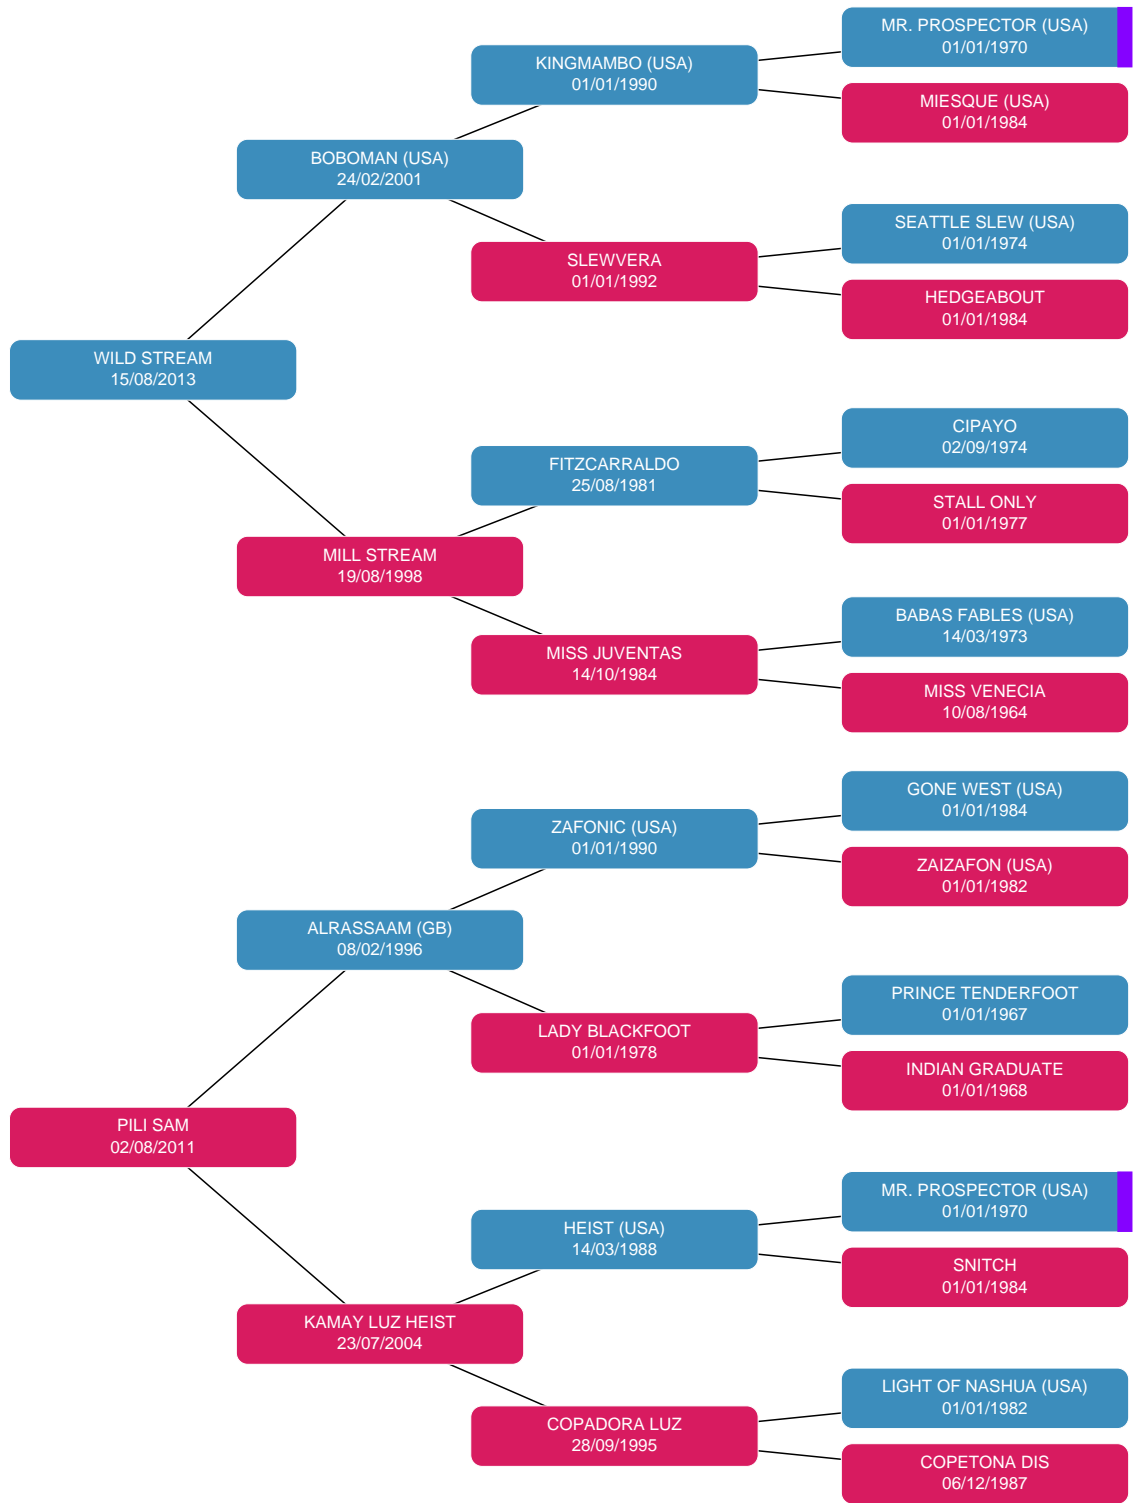 MR. PROSPECTOR (USA)
01/01/1970
KINGMAMBO (USA)
01/01/1990
MIESQUE (USA)
01/01/1984
BOBOMAN (USA)
24/02/2001
SEATTLE SLEW (USA)
01/01/1974
SLEWVERA
01/01/1992
HEDGEABOUT
01/01/1984
WILD STREAM
15/08/2013
CIPAYO
02/09/1974
FITZCARRALDO
25/08/1981
STALL ONLY
01/01/1977
MILL STREAM
19/08/1998
BABAS FABLES (USA)
14/03/1973
MISS JUVENTAS
14/10/1984
MISS VENECIA
10/08/1964
GONE WEST (USA)
01/01/1984
ZAFONIC (USA)
01/01/1990
ZAIZAFON (USA)
01/01/1982
ALRASSAAM (GB)
08/02/1996
PRINCE TENDERFOOT
01/01/1967
LADY BLACKFOOT
01/01/1978
INDIAN GRADUATE
01/01/1968
PILI SAM
02/08/2011
MR. PROSPECTOR (USA)
01/01/1970
HEIST (USA)
14/03/1988
SNITCH
01/01/1984
KAMAY LUZ HEIST
23/07/2004
LIGHT OF NASHUA (USA)
01/01/1982
COPADORA LUZ
28/09/1995
COPETONA DIS
06/12/1987